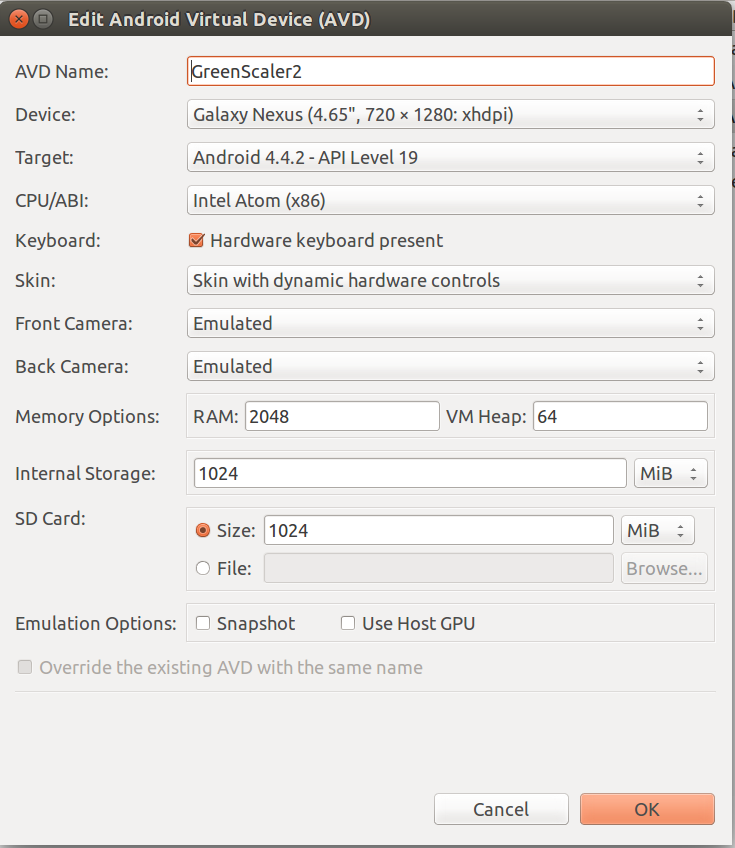 Edit Android Virtual Device (AVD)
AVD Name: GreenScaler2
Device: Galaxy Nexus (4.65", 720 × 1280: xhdpi)
Target: Android 4.4.2 - API Level 19
CPU/ABI: Intel Atom (x86)
Keyboard: Hardware keyboard present
Skin: Skin with dynamic hardware controls
Front Camera: Emulated
Back Camera: Emulated
Memory Options: RAM: 2048 VM Heap: 64
Internal Storage: 1024 MiB
SD Card:
Size: 1024 MiB
File: Browse...
Emulation Options: Snapshot Use Host GPU
Override the existing AVD with the same name
Cancel OK